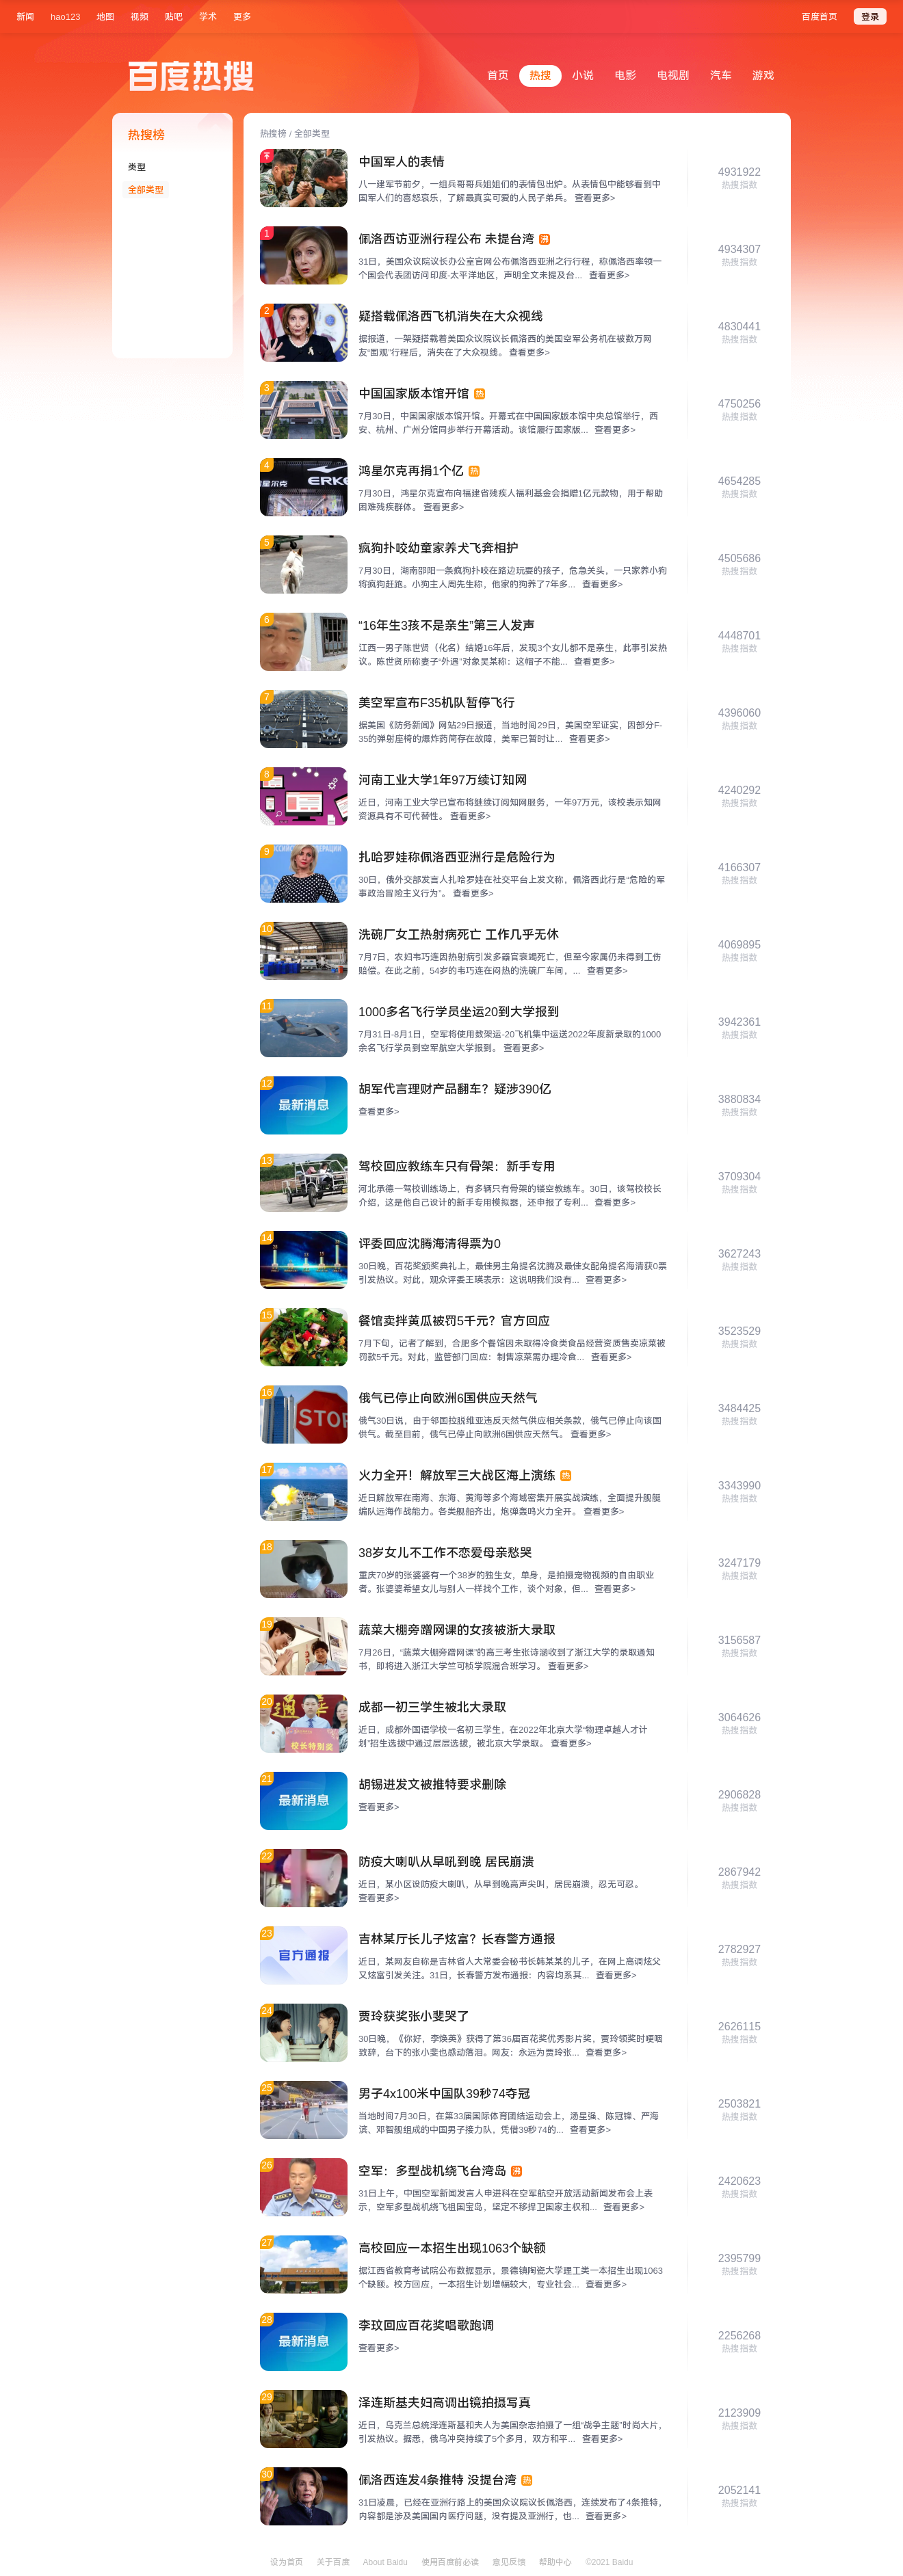 新闻 hao123 地图 视频 贴吧 学术 更多 百度首页 登录
百度热搜
首页 热搜 小说 电影 电视剧 汽车 游戏
热搜榜
类型
全部类型
热搜榜 / 全部类型
中国军人的表情
八一建军节前夕，一组兵哥哥兵姐姐们的表情包出炉。从表情包中能够看到中
国军人们的喜怒哀乐，了解最真实可爱的人民子弟兵。 查看更多>
4931922
热搜指数
1
佩洛西访亚洲行程公布 未提台湾 沸
31日，美国众议院议长办公室官网公布佩洛西亚洲之行行程，称佩洛西率领一
个国会代表团访问印度-太平洋地区，声明全文未提及台... 查看更多>
4934307
热搜指数
2
疑搭载佩洛西飞机消失在大众视线
据报道，一架疑搭载着美国众议院议长佩洛西的美国空军公务机在被数万网
友“围观”行程后，消失在了大众视线。 查看更多>
4830441
热搜指数
3
中国国家版本馆开馆 热
7月30日，中国国家版本馆开馆。开幕式在中国国家版本馆中央总馆举行，西
安、杭州、广州分馆同步举行开幕活动。该馆履行国家版... 查看更多>
4750256
热搜指数
4
鸿星尔克再捐1个亿 热
7月30日，鸿星尔克宣布向福建省残疾人福利基金会捐赠1亿元款物，用于帮助
困难残疾群体。 查看更多>
4654285
热搜指数
5
疯狗扑咬幼童家养犬飞奔相护
7月30日，湖南邵阳一条疯狗扑咬在路边玩耍的孩子，危急关头，一只家养小狗
将疯狗赶跑。小狗主人周先生称，他家的狗养了7年多... 查看更多>
4505686
热搜指数
6
“16年生3孩不是亲生”第三人发声
江西一男子陈世贤（化名）结婚16年后，发现3个女儿都不是亲生，此事引发热
议。陈世贤所称妻子“外遇”对象吴某称：这帽子不能... 查看更多>
4448701
热搜指数
7
美空军宣布F35机队暂停飞行
据美国《防务新闻》网站29日报道，当地时间29日，美国空军证实，因部分F-
35的弹射座椅的爆炸药筒存在故障，美军已暂时让... 查看更多>
4396060
热搜指数
8
河南工业大学1年97万续订知网
近日，河南工业大学已宣布将继续订阅知网服务，一年97万元，该校表示知网
资源具有不可代替性。 查看更多>
4240292
热搜指数
9
扎哈罗娃称佩洛西亚洲行是危险行为
30日，俄外交部发言人扎哈罗娃在社交平台上发文称，佩洛西此行是“危险的军
事政治冒险主义行为”。 查看更多>
4166307
热搜指数
10
洗碗厂女工热射病死亡 工作几乎无休
7月7日，农妇韦巧连因热射病引发多器官衰竭死亡，但至今家属仍未得到工伤
赔偿。在此之前，54岁的韦巧连在闷热的洗碗厂车间，... 查看更多>
4069895
热搜指数
11
1000多名飞行学员坐运20到大学报到
7月31日-8月1日，空军将使用数架运-20飞机集中运送2022年度新录取的1000
余名飞行学员到空军航空大学报到。 查看更多>
3942361
热搜指数
12
最新消息
胡军代言理财产品翻车？疑涉390亿
查看更多>
3880834
热搜指数
13
驾校回应教练车只有骨架：新手专用
河北承德一驾校训练场上，有多辆只有骨架的镂空教练车。30日，该驾校校长
介绍，这是他自己设计的新手专用模拟器，还申报了专利... 查看更多>
3709304
热搜指数
14
评委回应沈腾海清得票为0
30日晚，百花奖颁奖典礼上，最佳男主角提名沈腾及最佳女配角提名海清获0票
引发热议。对此，观众评委王瑛表示：这说明我们没有... 查看更多>
3627243
热搜指数
15
餐馆卖拌黄瓜被罚5千元？官方回应
7月下旬，记者了解到，合肥多个餐馆因未取得冷食类食品经营资质售卖凉菜被
罚款5千元。对此，监管部门回应：制售凉菜需办理冷食... 查看更多>
3523529
热搜指数
16
STOP
俄气已停止向欧洲6国供应天然气
俄气30日说，由于邻国拉脱维亚违反天然气供应相关条款，俄气已停止向该国
供气。截至目前，俄气已停止向欧洲6国供应天然气。 查看更多>
3484425
热搜指数
17
火力全开！解放军三大战区海上演练 热
近日解放军在南海、东海、黄海等多个海域密集开展实战演练，全面提升舰艇
编队远海作战能力。各类舰船齐出，炮弹轰鸣火力全开。 查看更多>
3343990
热搜指数
18
38岁女儿不工作不恋爱母亲愁哭
重庆70岁的张婆婆有一个38岁的独生女，单身，是拍摄宠物视频的自由职业
者。张婆婆希望女儿与别人一样找个工作，谈个对象，但... 查看更多>
3247179
热搜指数
19
蔬菜大棚旁蹭网课的女孩被浙大录取
7月26日，“蔬菜大棚旁蹭网课”的高三考生张诗涵收到了浙江大学的录取通知
书，即将进入浙江大学竺可桢学院混合班学习。 查看更多>
3156587
热搜指数
20
校长特别奖
成都一初三学生被北大录取
近日，成都外国语学校一名初三学生，在2022年北京大学“物理卓越人才计
划”招生选拔中通过层层选拔，被北京大学录取。 查看更多>
3064626
热搜指数
21
最新消息
胡锡进发文被推特要求删除
查看更多>
2906828
热搜指数
22
防疫大喇叭从早吼到晚 居民崩溃
近日，某小区设防疫大喇叭，从早到晚高声尖叫，居民崩溃，忍无可忍。
查看更多>
2867942
热搜指数
23
官方通报
吉林某厅长儿子炫富？长春警方通报
近日，某网友自称是吉林省人大常委会秘书长韩某某的儿子，在网上高调炫父
又炫富引发关注。31日，长春警方发布通报：内容均系其... 查看更多>
2782927
热搜指数
24
贾玲获奖张小斐哭了
30日晚，《你好，李焕英》获得了第36届百花奖优秀影片奖，贾玲领奖时哽咽
致辞，台下的张小斐也感动落泪。网友：永远为贾玲张... 查看更多>
2626115
热搜指数
25
男子4x100米中国队39秒74夺冠
当地时间7月30日，在第33届国际体育团结运动会上，汤星强、陈冠锋、严海
滨、邓智舰组成的中国男子接力队，凭借39秒74的... 查看更多>
2503821
热搜指数
26
空军：多型战机绕飞台湾岛 沸
31日上午，中国空军新闻发言人申进科在空军航空开放活动新闻发布会上表
示，空军多型战机绕飞祖国宝岛，坚定不移捍卫国家主权和... 查看更多>
2420623
热搜指数
27
高校回应一本招生出现1063个缺额
据江西省教育考试院公布数据显示，景德镇陶瓷大学理工类一本招生出现1063
个缺额。校方回应，一本招生计划增幅较大，专业社会... 查看更多>
2395799
热搜指数
28
最新消息
李玟回应百花奖唱歌跑调
查看更多>
2256268
热搜指数
29
泽连斯基夫妇高调出镜拍摄写真
近日，乌克兰总统泽连斯基和夫人为美国杂志拍摄了一组“战争主题”时尚大片，
引发热议。据悉，俄乌冲突持续了5个多月，双方和平... 查看更多>
2123909
热搜指数
30
佩洛西连发4条推特 没提台湾 热
31日凌晨，已经在亚洲行路上的美国众议院议长佩洛西，连续发布了4条推特，
内容都是涉及美国国内医疗问题，没有提及亚洲行，也... 查看更多>
2052141
热搜指数
设为首页 关于百度 About Baidu 使用百度前必读 意见反馈 帮助中心 ©2021 Baidu